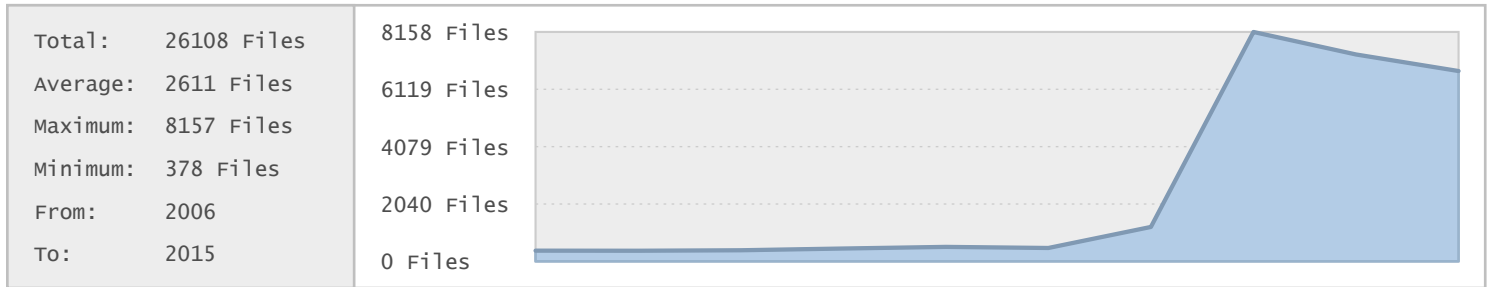 Total: 26108 Files
Average: 2611 Files
Maximum: 8157 Files
Minimum: 378 Files
From: 2006
To: 2015
8158 Files
6119 Files
4079 Files
2040 Files
0 Files